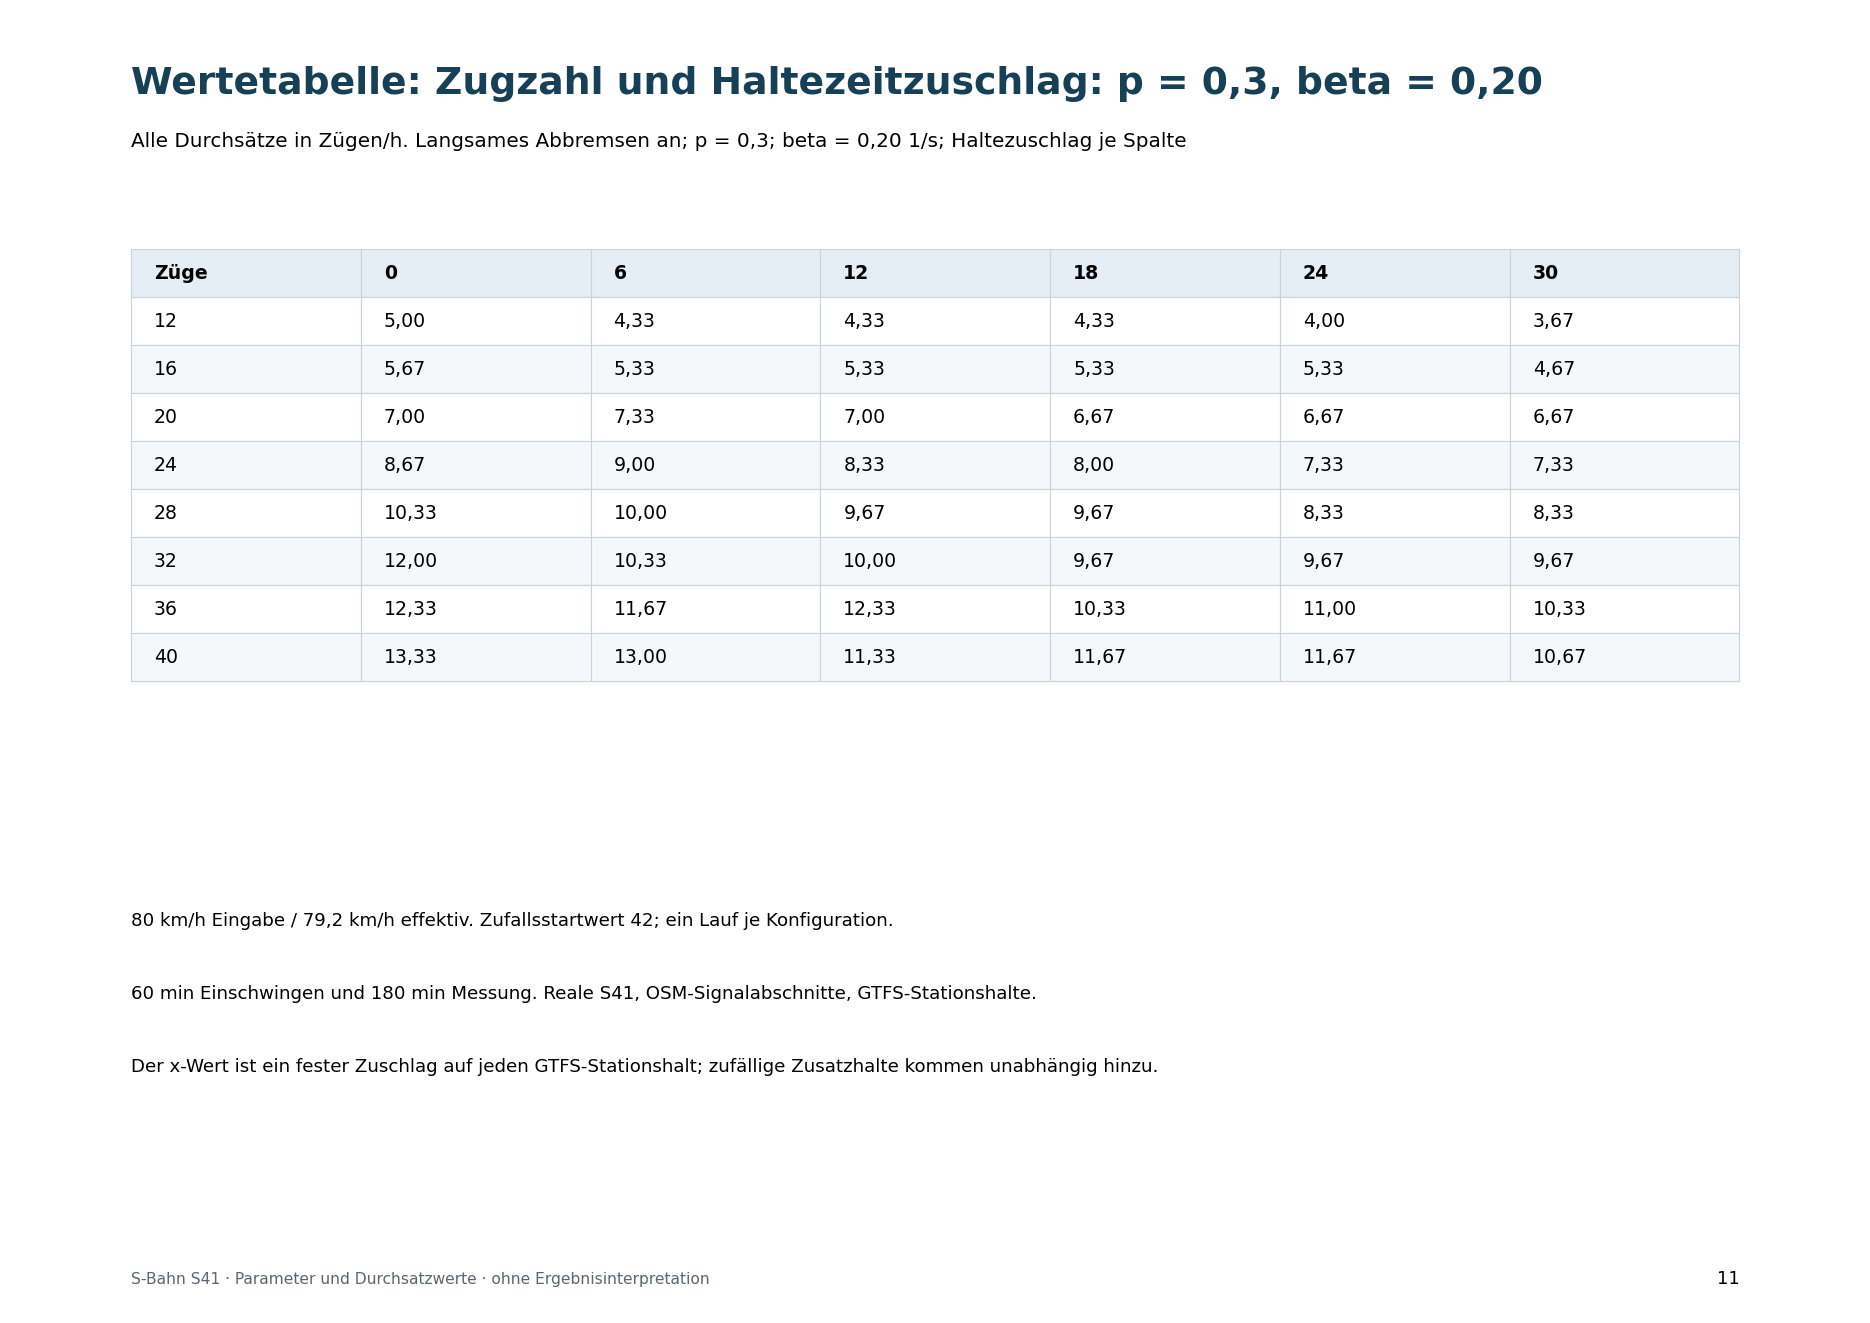 Wertetabelle: Zugzahl und Haltezeitzuschlag: p = 0,3, beta = 0,20
Alle Durchsätze in Zügen/h. Langsames Abbremsen an; p = 0,3; beta = 0,20 1/s; Haltezuschlag je Spalte
Züge 0 6 12 18 24 30
12 5,00 4,33 4,33 4,33 4,00 3,67
16 5,67 5,33 5,33 5,33 5,33 4,67
20 7,00 7,33 7,00 6,67 6,67 6,67
24 8,67 9,00 8,33 8,00 7,33 7,33
28 10,33 10,00 9,67 9,67 8,33 8,33
32 12,00 10,33 10,00 9,67 9,67 9,67
36 12,33 11,67 12,33 10,33 11,00 10,33
40 13,33 13,00 11,33 11,67 11,67 10,67
80 km/h Eingabe / 79,2 km/h effektiv. Zufallsstartwert 42; ein Lauf je Konfiguration.
60 min Einschwingen und 180 min Messung. Reale S41, OSM-Signalabschnitte, GTFS-Stationshalte.
Der x-Wert ist ein fester Zuschlag auf jeden GTFS-Stationshalt; zufällige Zusatzhalte kommen unabhängig hinzu.
S-Bahn S41 · Parameter und Durchsatzwerte · ohne Ergebnisinterpretation 11